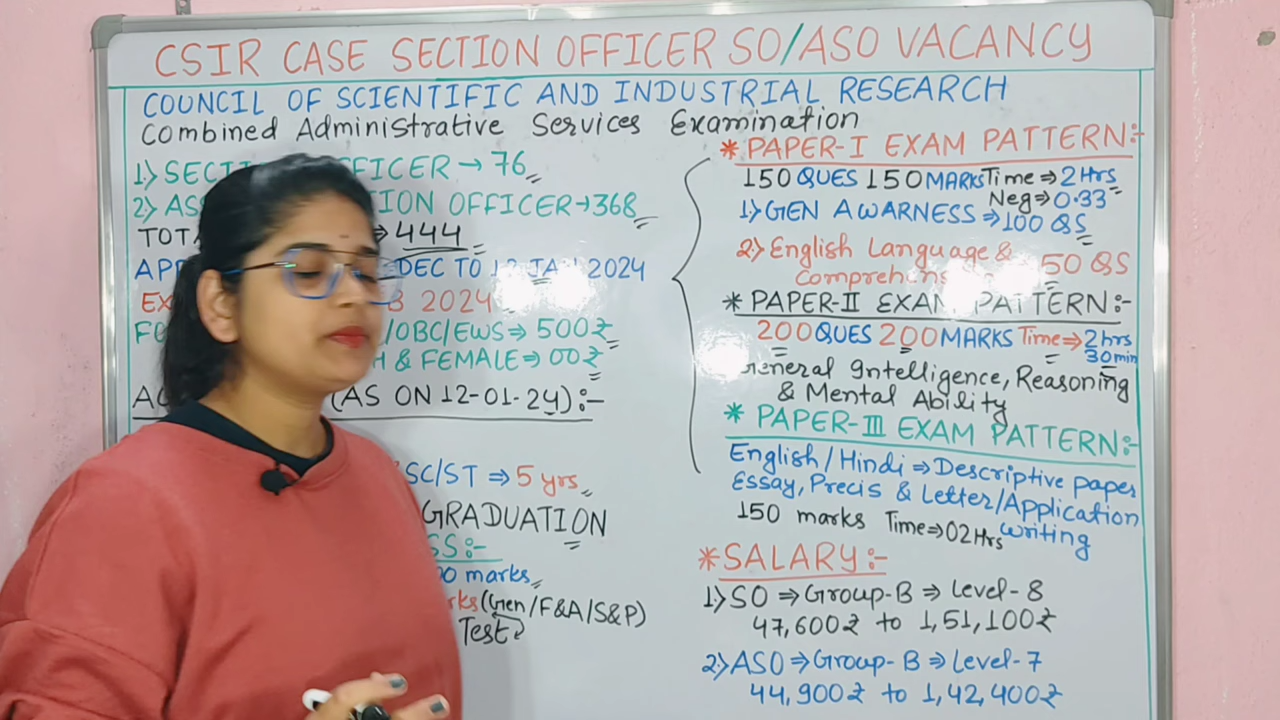 CSIR CASE SECTION OFFICER SO/ASO VACANCY
COUNCIL OF SCIENTIFIC AND INDUSTRIAL RESEARCH
Combined Administrative Services Examination
1) SECTI FFICER → 76
2) AS ION OFFICER → 368
TOT ⇒ 444
APP DEC TO 12 JAN 2024
EX B 2024
FO /OBC/EWS ⇒ 500₹
H & FEMALE ⇒ 00₹
AG (AS ON 12-01-24) :-
SC/ST ⇒ 5 yrs
GRADUATION
SS:-
00 marks
rks (Gen/F&A/S&P)
Test
* PAPER-I EXAM PATTERN:-
150 QUES 150 MARKS Time ⇒ 2 Hrs
Neg ⇒ 0.33
1) GEN AWARNESS ⇒ 100 QS
2) English Language & 50 QS
Comprehens
* PAPER-II EXAM PATTERN:-
200 QUES 200 MARKS Time ⇒ 2 hrs
30 min
General Intelligence, Reasoning
& Mental Ability
* PAPER-III EXAM PATTERN:-
English/Hindi ⇒ Descriptive paper
Essay, Precis & Letter/Application
writing
150 marks Time ⇒ 02 Hrs
* SALARY :-
1) SO ⇒ Group-B ⇒ Level-8
47,600₹ to 1,51,100₹
2) ASO ⇒ Group-B ⇒ Level-7
44,900₹ to 1,42,400₹